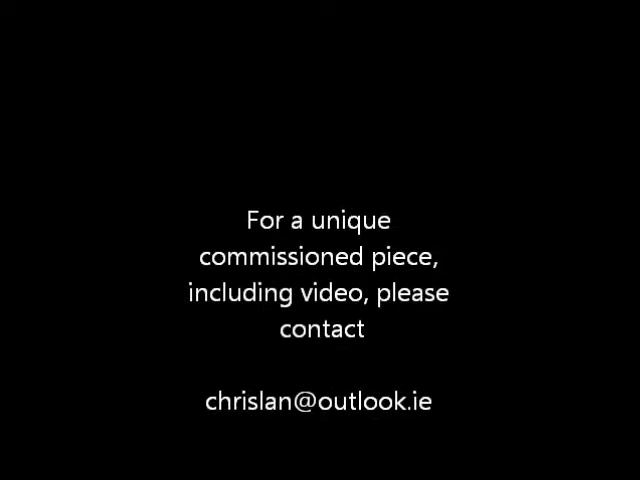 For a unique
commissioned piece,
including video, please
contact
chrislan@outlook.ie